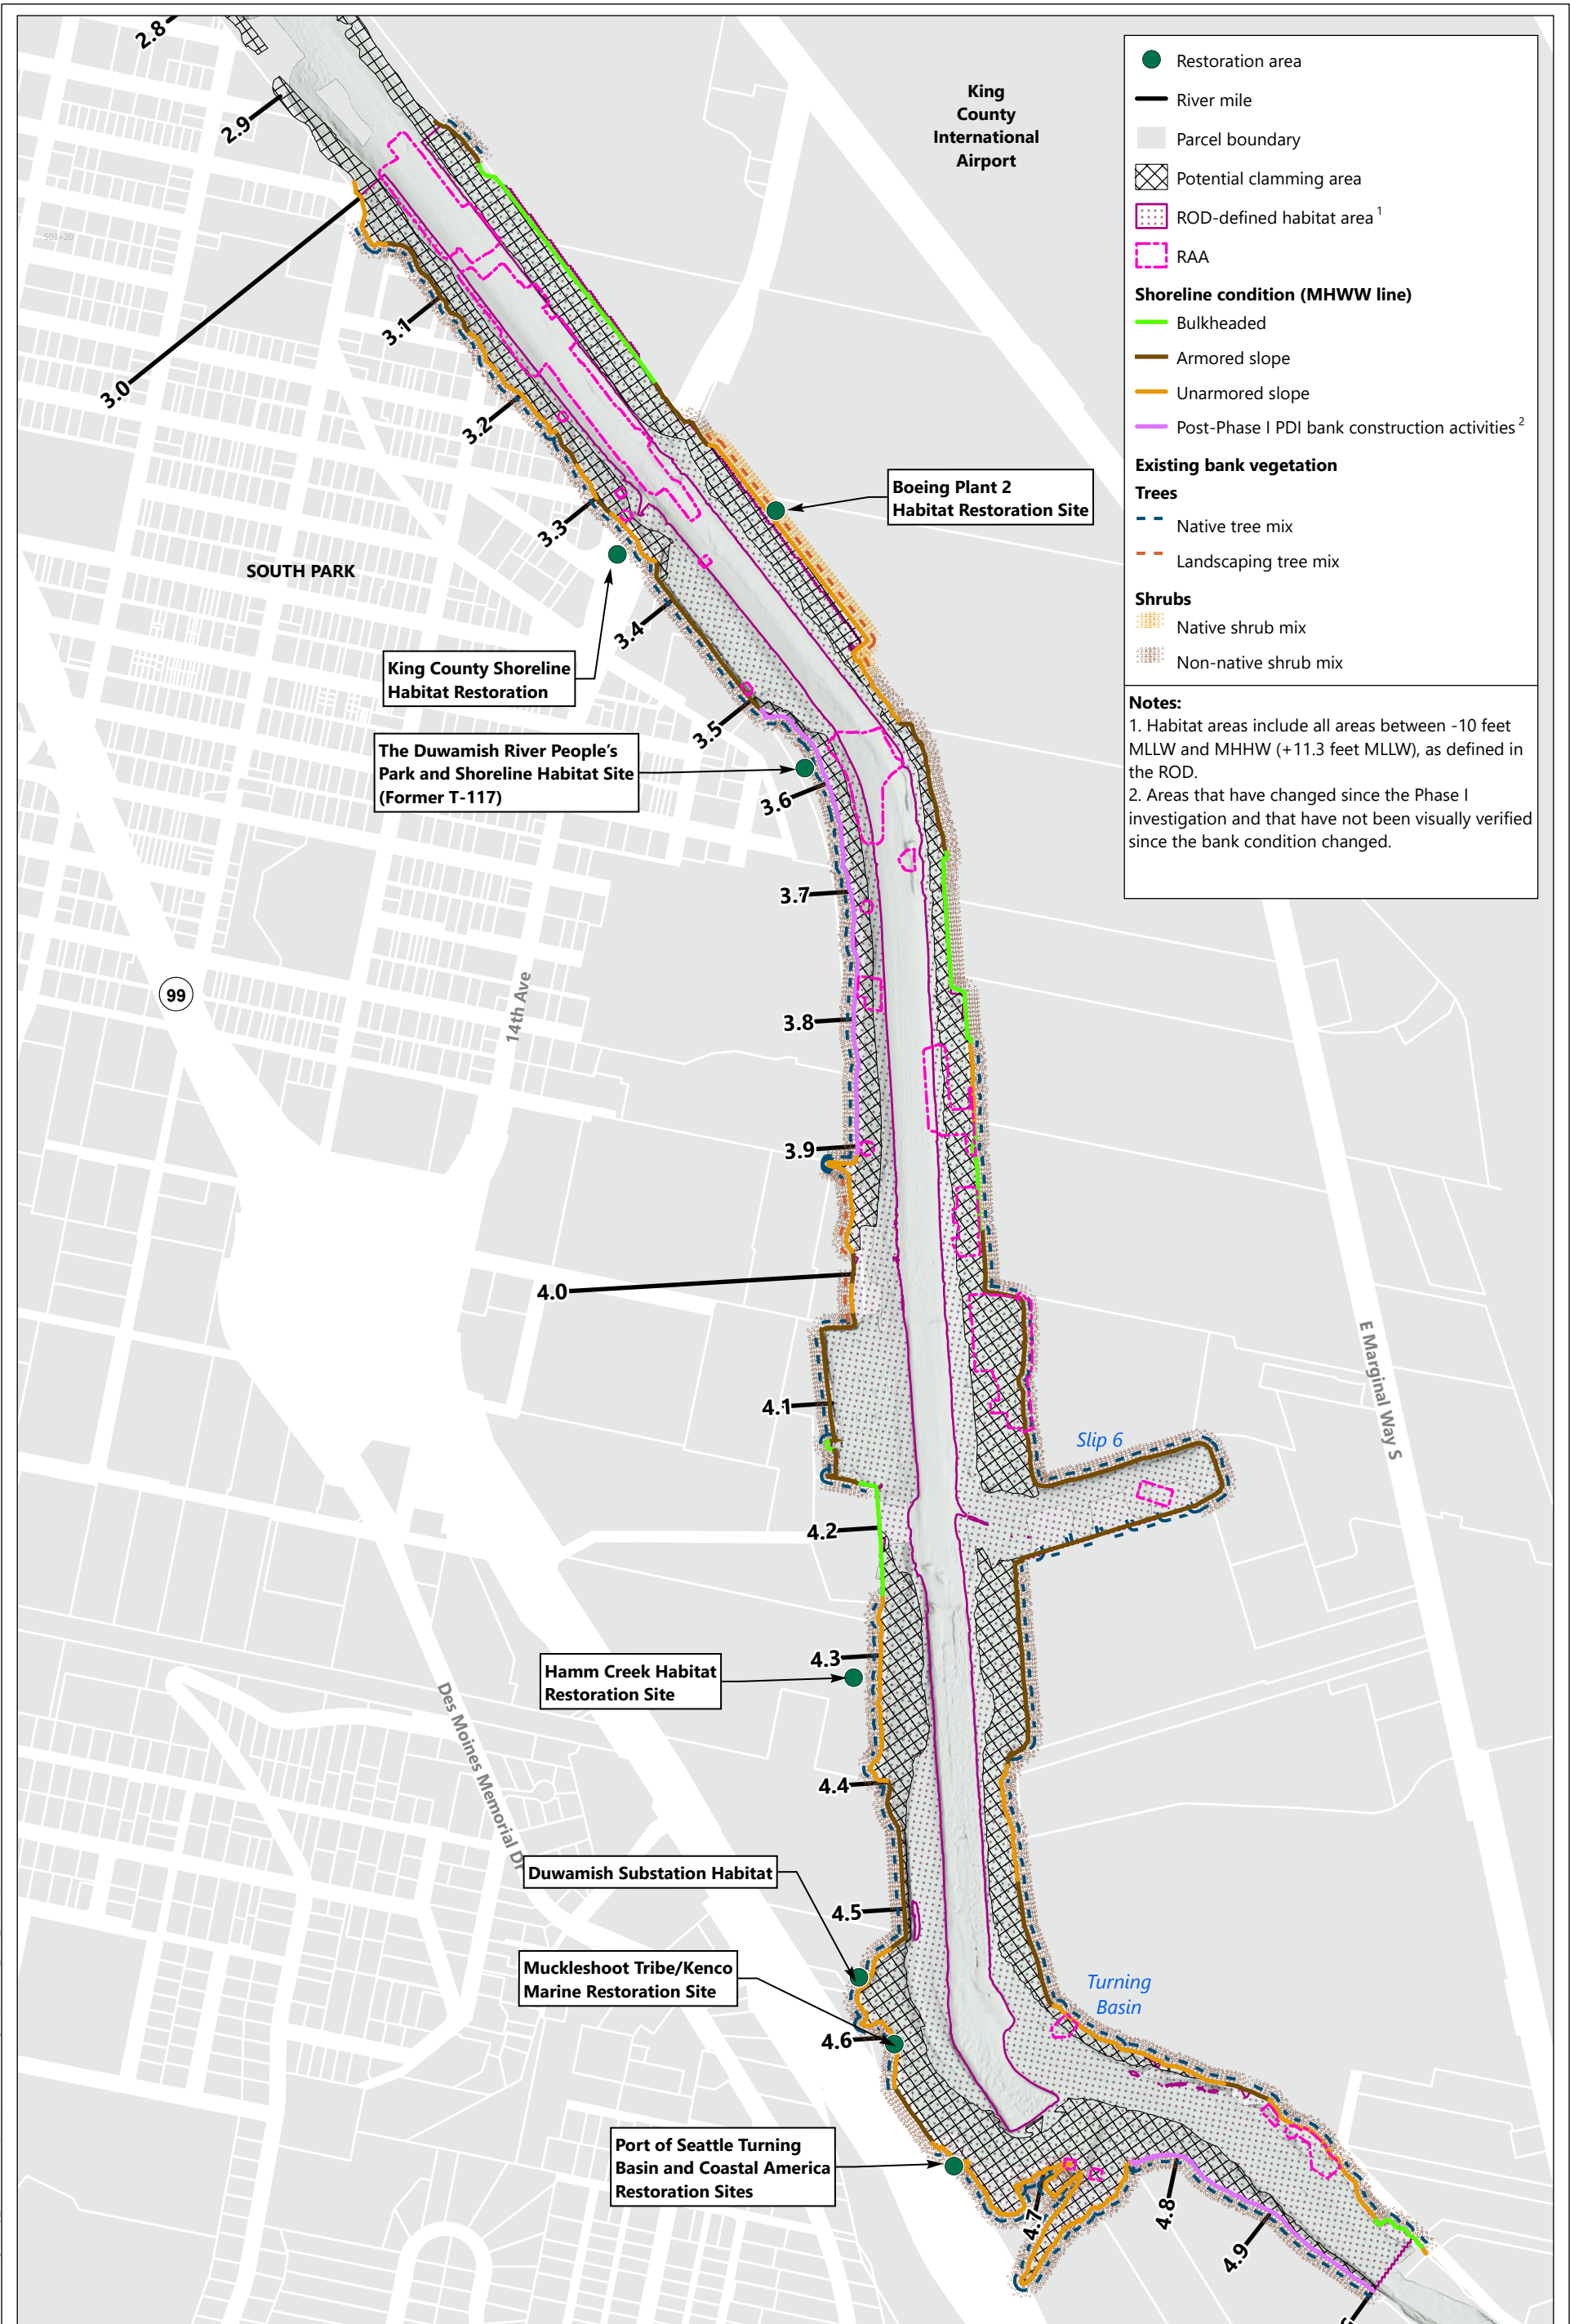 2.8
2.9
3.0
3.1
3.2
3.3
3.4
3.5
3.6
3.7
3.8
3.9
4.0
4.1
4.2
4.3
4.4
4.5
4.6
4.7
4.8
4.9
503+20
King
County
International
Airport
SOUTH PARK
99
14th Ave
E Marginal Way S
Des Moines Memorial Dr
Slip 6
Turning
Basin
Boeing Plant 2
Habitat Restoration Site
King County Shoreline
Habitat Restoration
The Duwamish River People's
Park and Shoreline Habitat Site
(Former T-117)
Hamm Creek Habitat
Restoration Site
Duwamish Substation Habitat
Muckleshoot Tribe/Kenco
Marine Restoration Site
Port of Seattle Turning
Basin and Coastal America
Restoration Sites
Restoration area
River mile
Parcel boundary
Potential clamming area
ROD-defined habitat area 1
RAA
Shoreline condition (MHWW line)
Bulkheaded
Armored slope
Unarmored slope
Post-Phase I PDI bank construction activities 2
Existing bank vegetation
Trees
Native tree mix
Landscaping tree mix
Shrubs
Native shrub mix
Non-native shrub mix
Notes:
1. Habitat areas include all areas between -10 feet
MLLW and MHHW (+11.3 feet MLLW), as defined in
the ROD.
2. Areas that have changed since the Phase I
investigation and that have not been visually verified
since the bank condition changed.